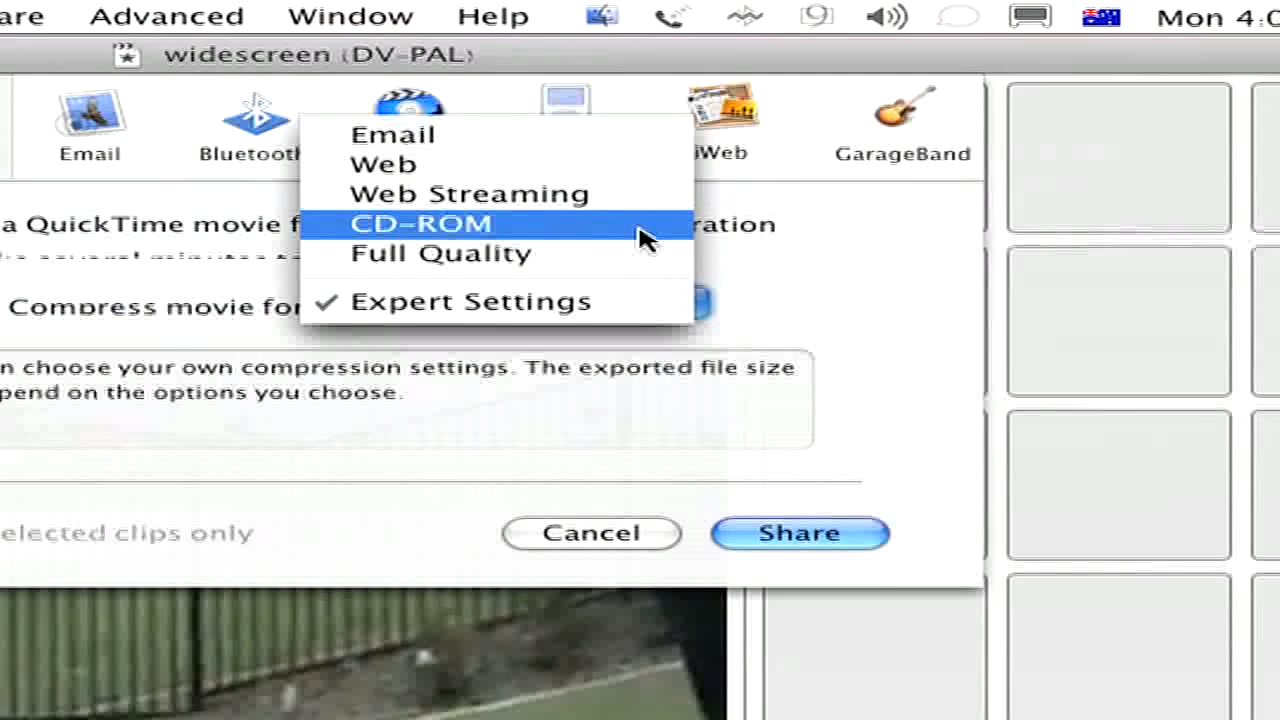 are Advanced Window Help Mon 4:0
widescreen (DV-PAL)
Email Bluetooth iWeb GarageBand
Email
Web
Web Streaming
CD-ROM
Full Quality
Expert Settings
a QuickTime movie f ration
Compress movie for
n choose your own compression settings. The exported file size
pend on the options you choose.
elected clips only Cancel Share